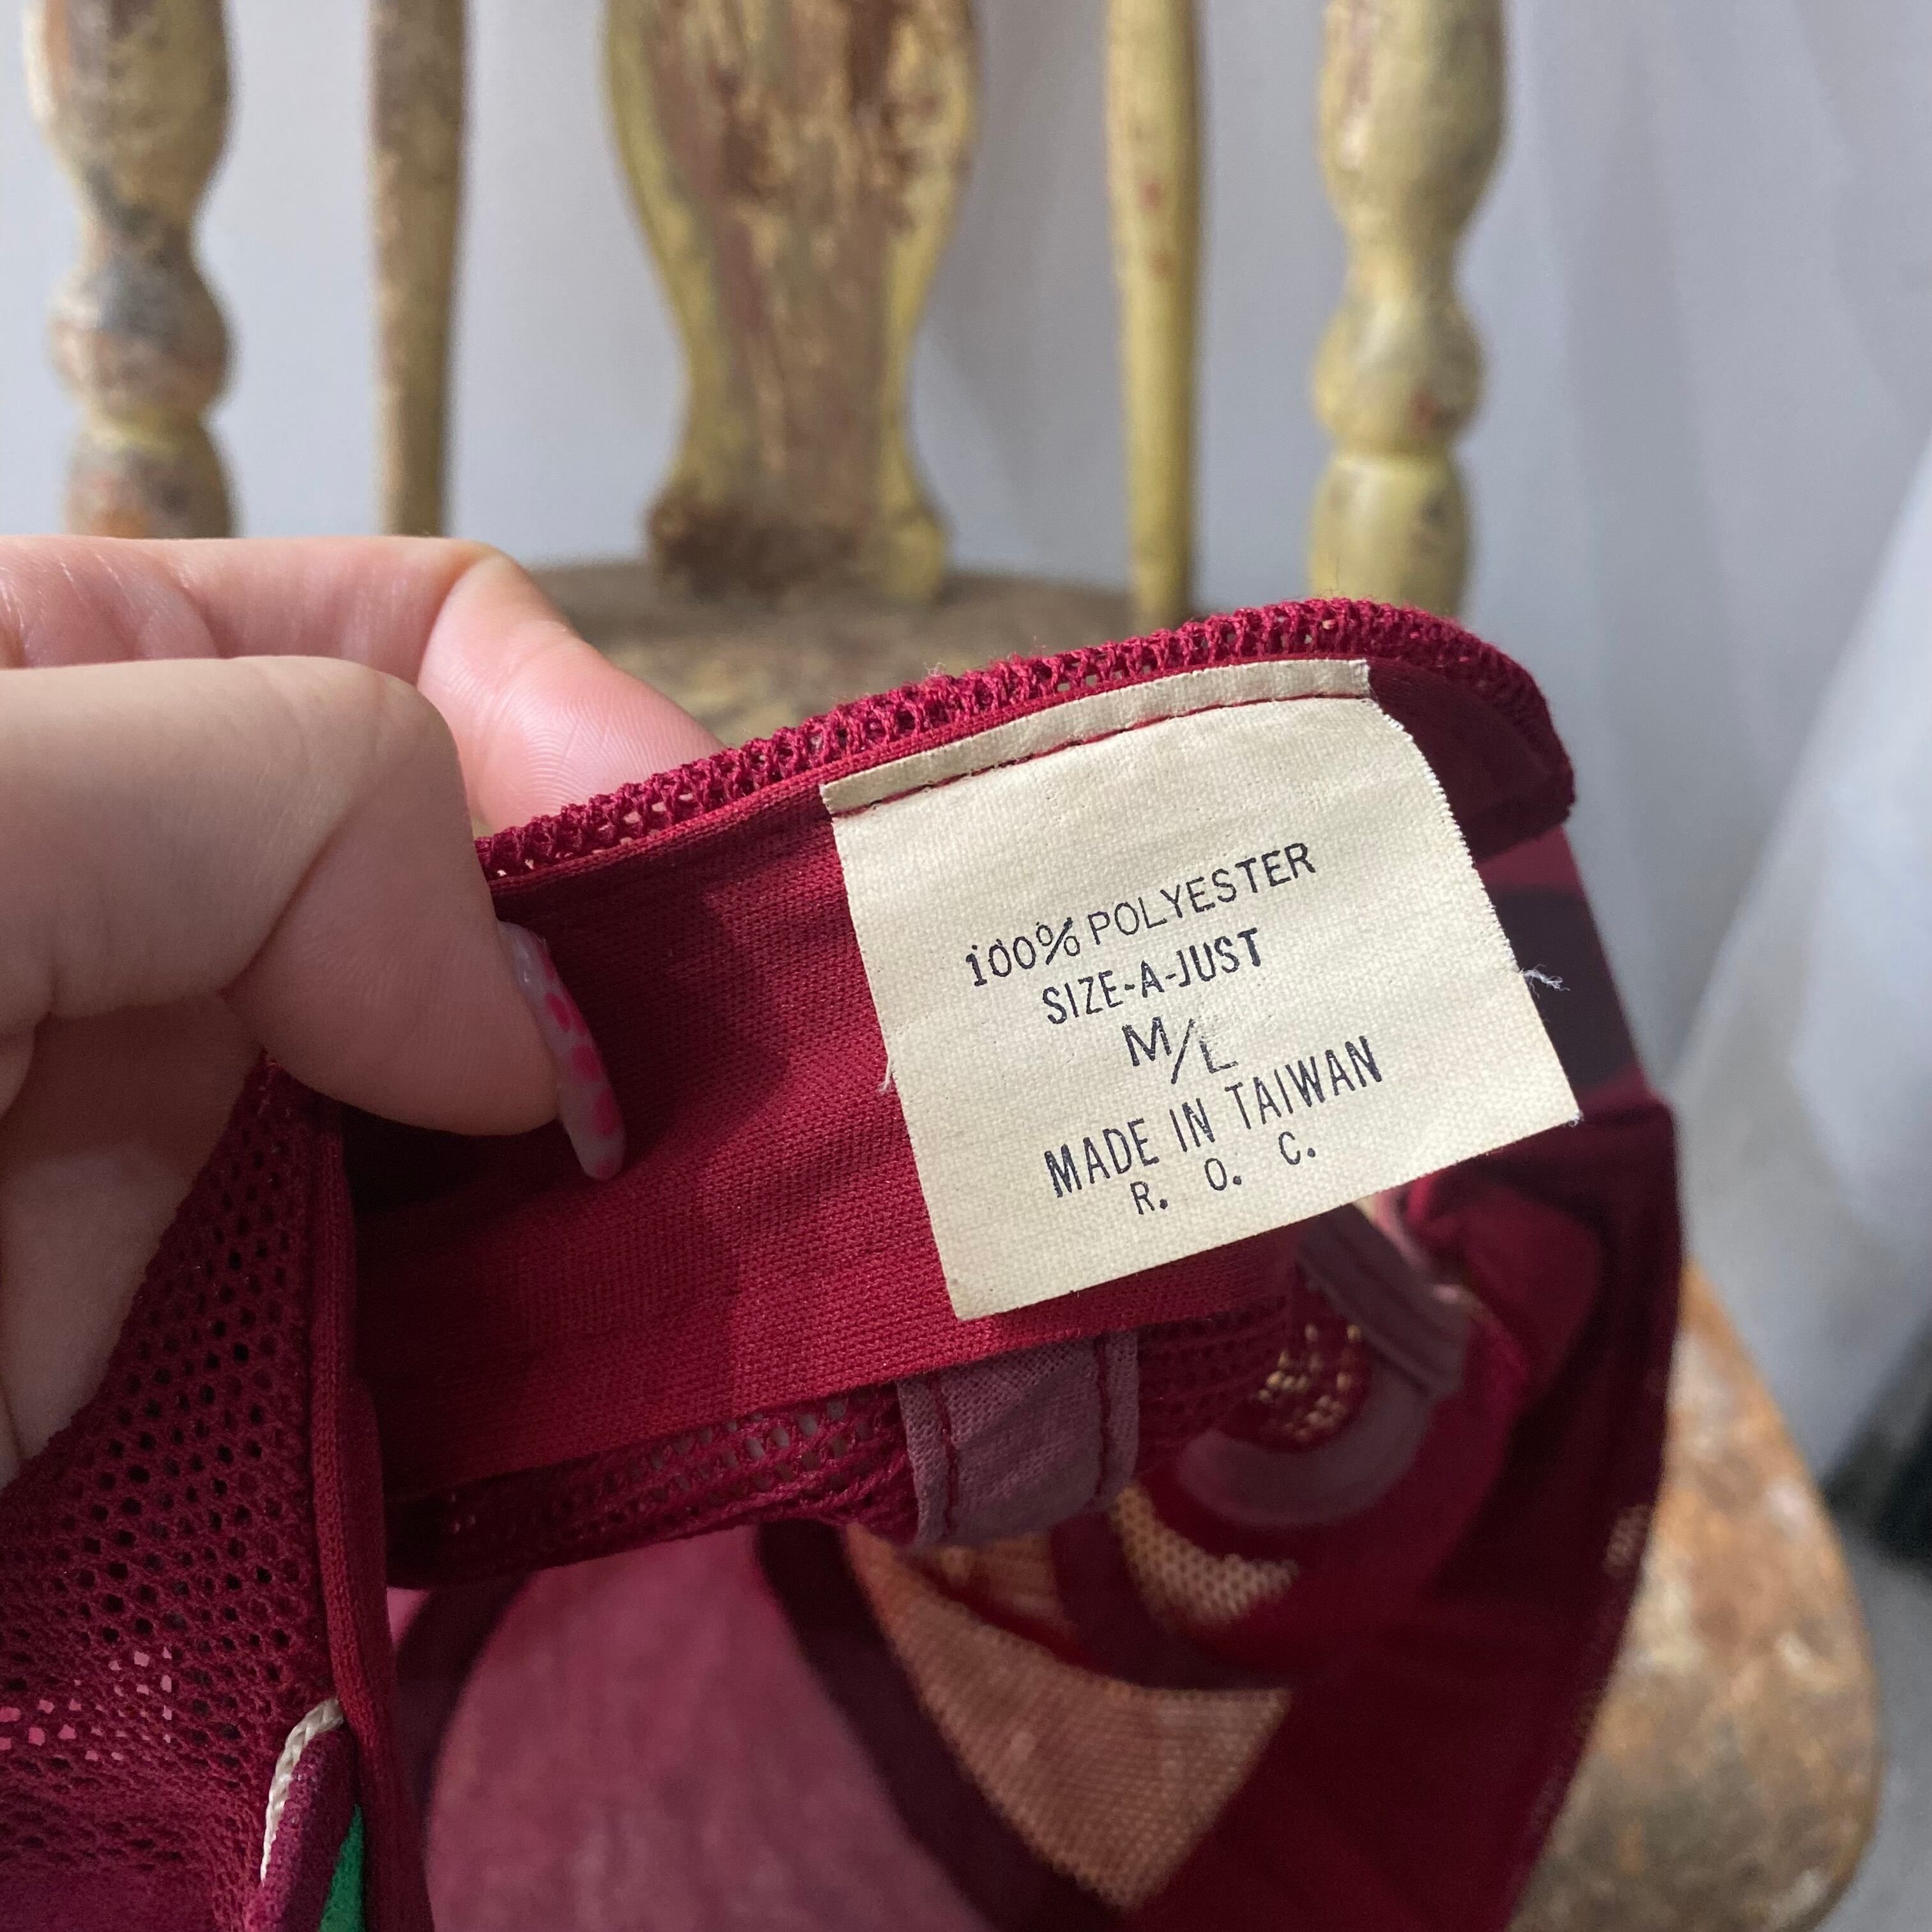 100% POLYESTER
SIZE-A-JUST
M/L
MADE IN TAIWAN
R. O. C.